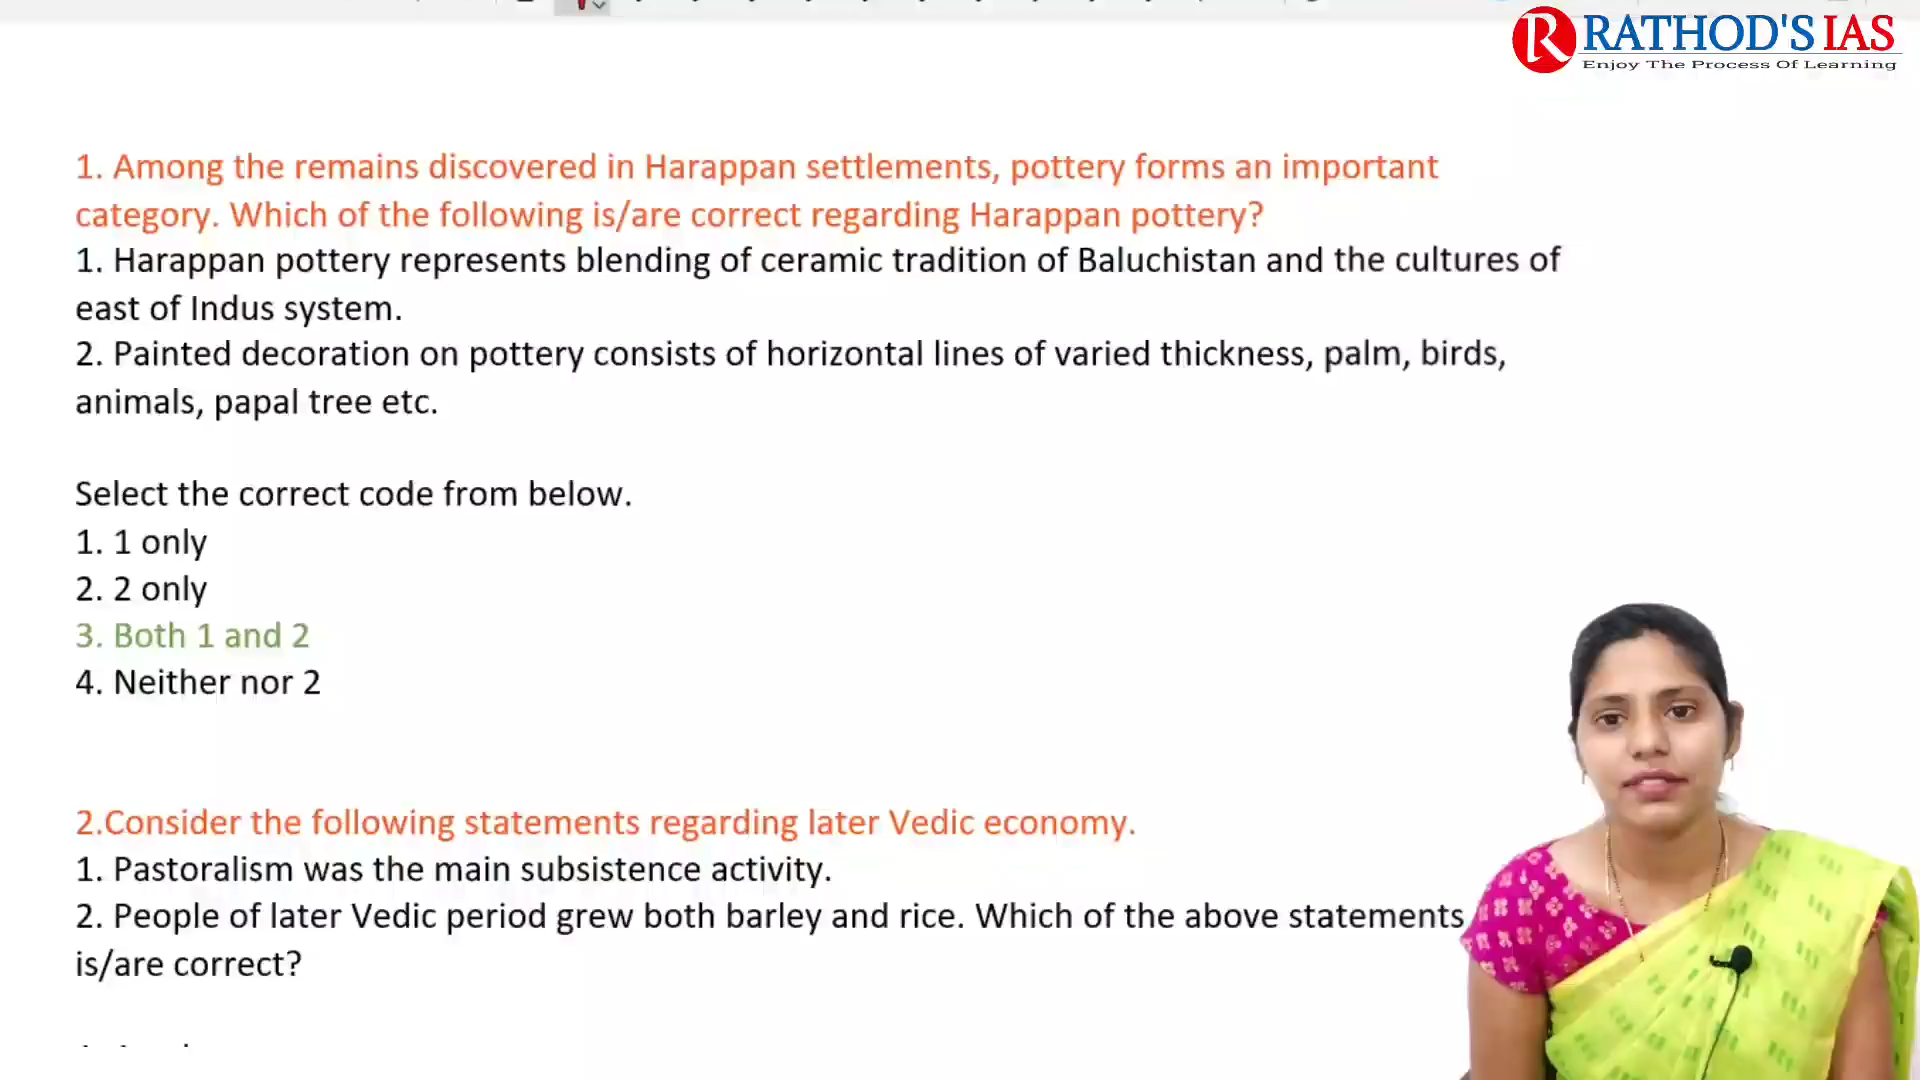 RATHOD'S IAS
Enjoy The Process Of Learning
1. Among the remains discovered in Harappan settlements, pottery forms an important
category. Which of the following is/are correct regarding Harappan pottery?
1. Harappan pottery represents blending of ceramic tradition of Baluchistan and the cultures of
east of Indus system.
2. Painted decoration on pottery consists of horizontal lines of varied thickness, palm, birds,
animals, papal tree etc.
Select the correct code from below.
1. 1 only
2. 2 only
3. Both 1 and 2
4. Neither nor 2
2.Consider the following statements regarding later Vedic economy.
1. Pastoralism was the main subsistence activity.
2. People of later Vedic period grew both barley and rice. Which of the above statements
is/are correct?